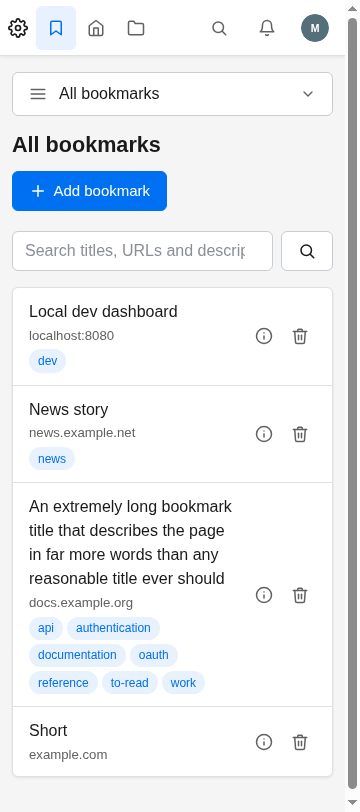 M
All bookmarks
All bookmarks
Add bookmark
Search titles, URLs and descrip
Local dev dashboard
localhost:8080
dev
News story
news.example.net
news
An extremely long bookmark
title that describes the page
in far more words than any
reasonable title ever should
docs.example.org
api authentication
documentation oauth
reference to-read work
Short
example.com